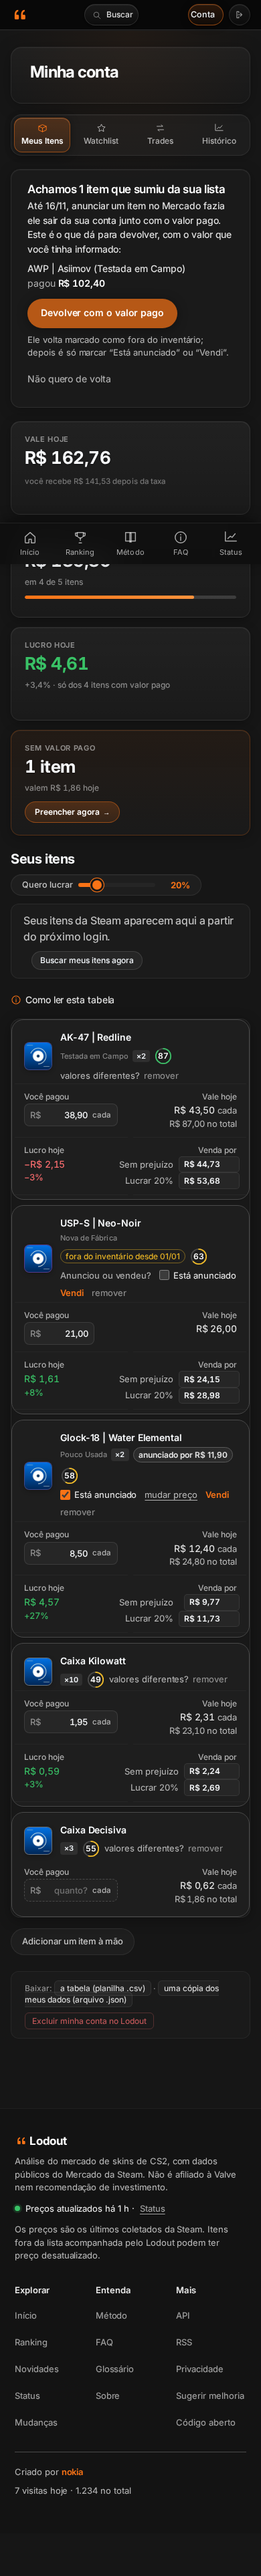 Buscar
Conta
Minha conta
Meus Itens
Watchlist
Trades
Histórico
Achamos 1 item que sumiu da sua lista
Até 16/11, anunciar um item no Mercado fazia
ele sair da sua conta junto com o valor pago.
Este é o que dá para devolver, com o valor que
você tinha informado:
AWP | Asiimov (Testada em Campo)
pagou R$ 102,40
Devolver com o valor pago
Ele volta marcado como fora do inventário;
depois é só marcar “Está anunciado” ou “Vendi”.
Não quero de volta
VALE HOJE
R$ 162,76
você recebe R$ 141,53 depois da taxa
Início
Ranking
Método
FAQ
Status
em 4 de 5 itens
LUCRO HOJE
R$ 4,61
+3,4% · só dos 4 itens com valor pago
SEM VALOR PAGO
1 item
valem R$ 1,86 hoje
Preencher agora →
Seus itens
Quero lucrar 20%
Seus itens da Steam aparecem aqui a partir
do próximo login.
Buscar meus itens agora
Como ler esta tabela
AK-47 | Redline
Testada em Campo ×2 87
valores diferentes? remover
Você pagou
Vale hoje
R$ 38,90 cada
R$ 43,50 cada
R$ 87,00 no total
Lucro hoje
Venda por
−R$ 2,15
Sem prejuízo R$ 44,73
−3%
Lucrar 20% R$ 53,68
USP-S | Neo-Noir
Nova de Fábrica
fora do inventário desde 01/01 63
Anunciou ou vendeu? Está anunciado
Vendi remover
Você pagou
Vale hoje
R$ 21,00
R$ 26,00
Lucro hoje
Venda por
R$ 1,61
Sem prejuízo R$ 24,15
+8%
Lucrar 20% R$ 28,98
Glock-18 | Water Elemental
Pouco Usada ×2 anunciado por R$ 11,90
58
Está anunciado mudar preço Vendi
remover
Você pagou
Vale hoje
R$ 8,50 cada
R$ 12,40 cada
R$ 24,80 no total
Lucro hoje
Venda por
R$ 4,57
Sem prejuízo R$ 9,77
+27%
Lucrar 20% R$ 11,73
Caixa Kilowatt
×10 49 valores diferentes? remover
Você pagou
Vale hoje
R$ 1,95 cada
R$ 2,31 cada
R$ 23,10 no total
Lucro hoje
Venda por
R$ 0,59
Sem prejuízo R$ 2,24
+3%
Lucrar 20% R$ 2,69
Caixa Decisiva
×3 55 valores diferentes? remover
Você pagou
Vale hoje
R$ quanto? cada
R$ 0,62 cada
R$ 1,86 no total
Adicionar um item à mão
Baixar: a tabela (planilha .csv) · uma cópia dos
meus dados (arquivo .json)
Excluir minha conta no Lodout
Lodout
Análise do mercado de skins de CS2, com dados
públicos do Mercado da Steam. Não é afiliado à Valve
nem recomendação de investimento.
Preços atualizados há 1 h · Status
Os preços são os últimos coletados da Steam. Itens
fora da lista acompanhada pelo Lodout podem ter
preço desatualizado.
Explorar
Entenda
Mais
Início
Método
API
Ranking
FAQ
RSS
Novidades
Glossário
Privacidade
Status
Sobre
Sugerir melhoria
Mudanças
Código aberto
Criado por nokia
7 visitas hoje · 1.234 no total